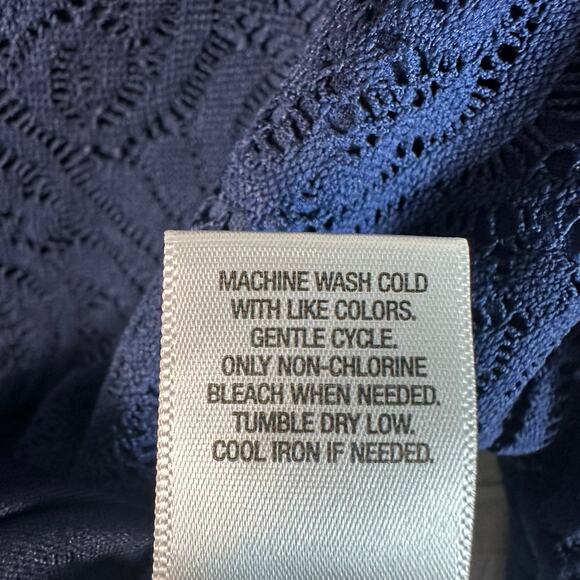 MACHINE WASH COLD
WITH LIKE COLORS.
GENTLE CYCLE.
ONLY NON-CHLORINE
BLEACH WHEN NEEDED.
TUMBLE DRY LOW.
COOL IRON IF NEEDED.